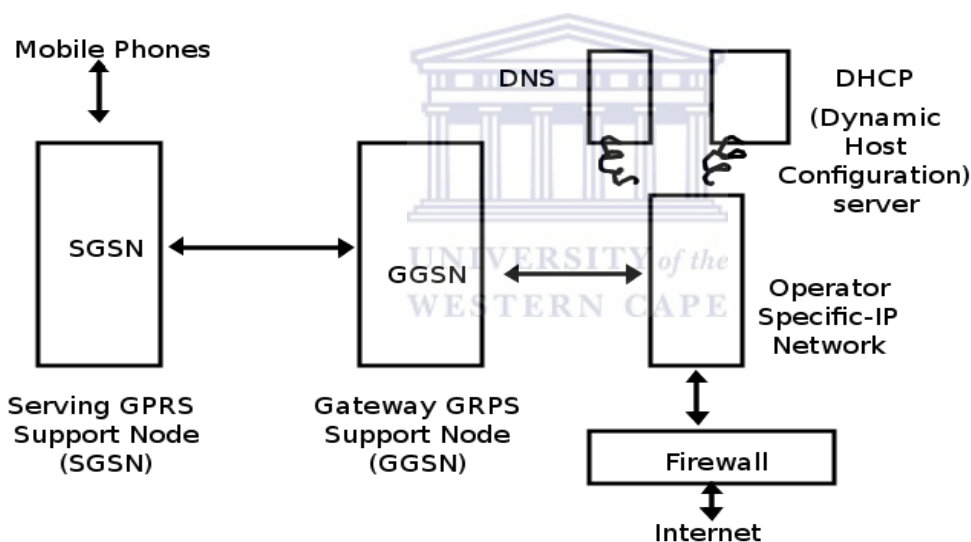 Mobile Phones
DNS
DHCP
(Dynamic
Host
Configuration)
server
SGSN
GGSN
UNIVERSITY of the
WESTERN CAPE
Operator
Specific-IP
Network
Serving GPRS
Support Node
(SGSN)
Gateway GRPS
Support Node
(GGSN)
Firewall
Internet